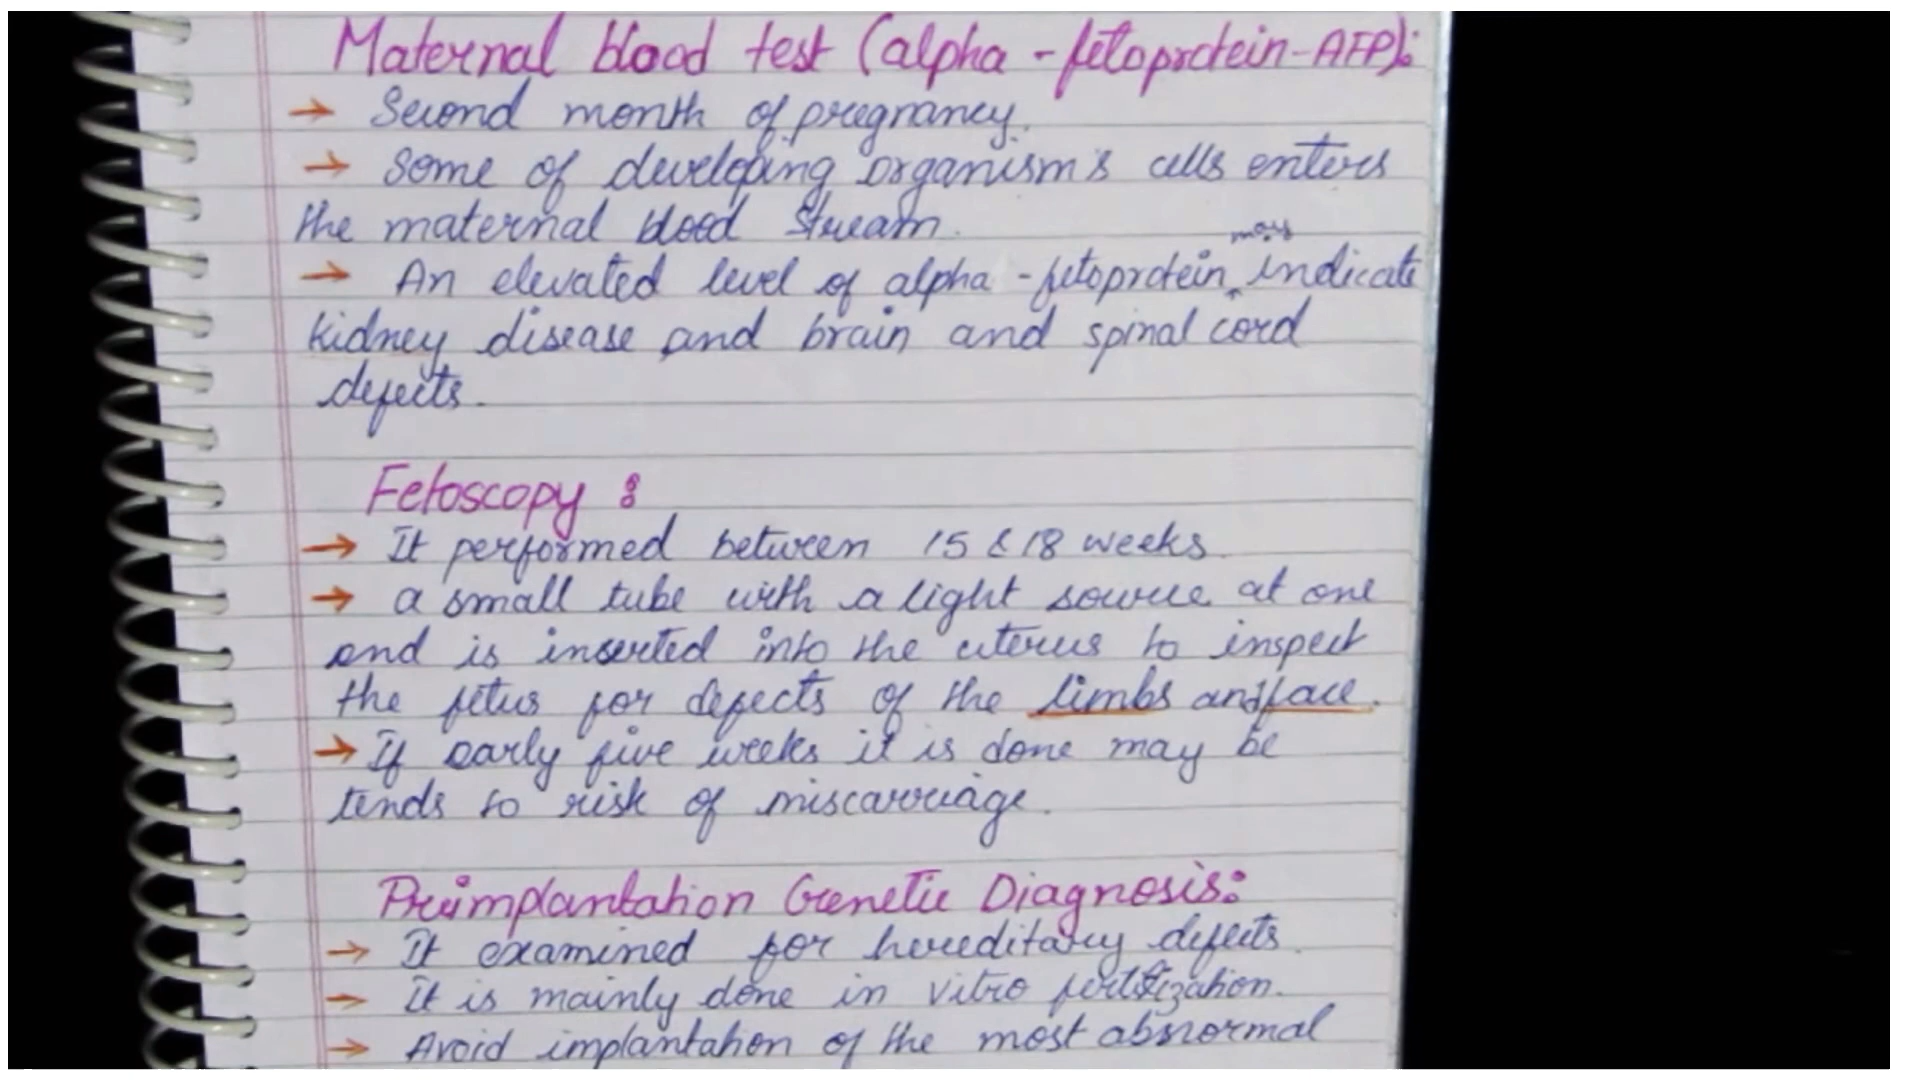 Maternal blood test (alpha - fetoprotein - AFP):
→ Second month of pregnancy.
→ Some of developing organism's cells enters
the maternal blood stream.
may
→ An elevated level of alpha - fetoprotein ‸ indicate
kidney disease and brain and spinal cord
defects.
Fetoscopy :
→ It performed between 15 & 18 weeks.
→ a small tube with a light source at one
end is inserted into the uterus to inspect
the fetus for defects of the limbs and face.
→ If early five weeks it is done may be
tends to risk of miscarriage.
Preimplantation Genetic Diagnosis:
→ It examined for hereditary defects.
→ It is mainly done in vitro fertilization.
→ Avoid implantation of the most abnormal